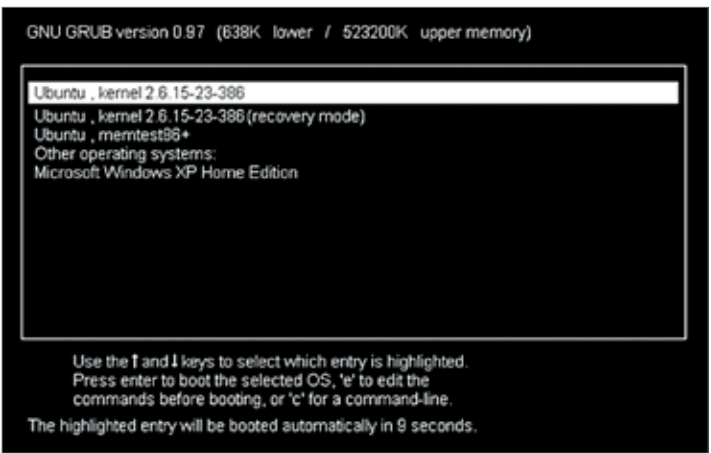 GNU GRUB version 0.97 (638K lower / 523200K upper memory)
Ubuntu , kernel 2.6.15-23-386
Ubuntu , kernel 2.6.15-23-386(recovery mode)
Ubuntu , memtest86+
Other operating systems:
Microsoft Windows XP Home Edition
Use the ↑ and ↓ keys to select which entry is highlighted.
Press enter to boot the selected OS, 'e' to edit the
commands before booting, or 'c' for a command-line.
The highlighted entry will be booted automatically in 9 seconds.